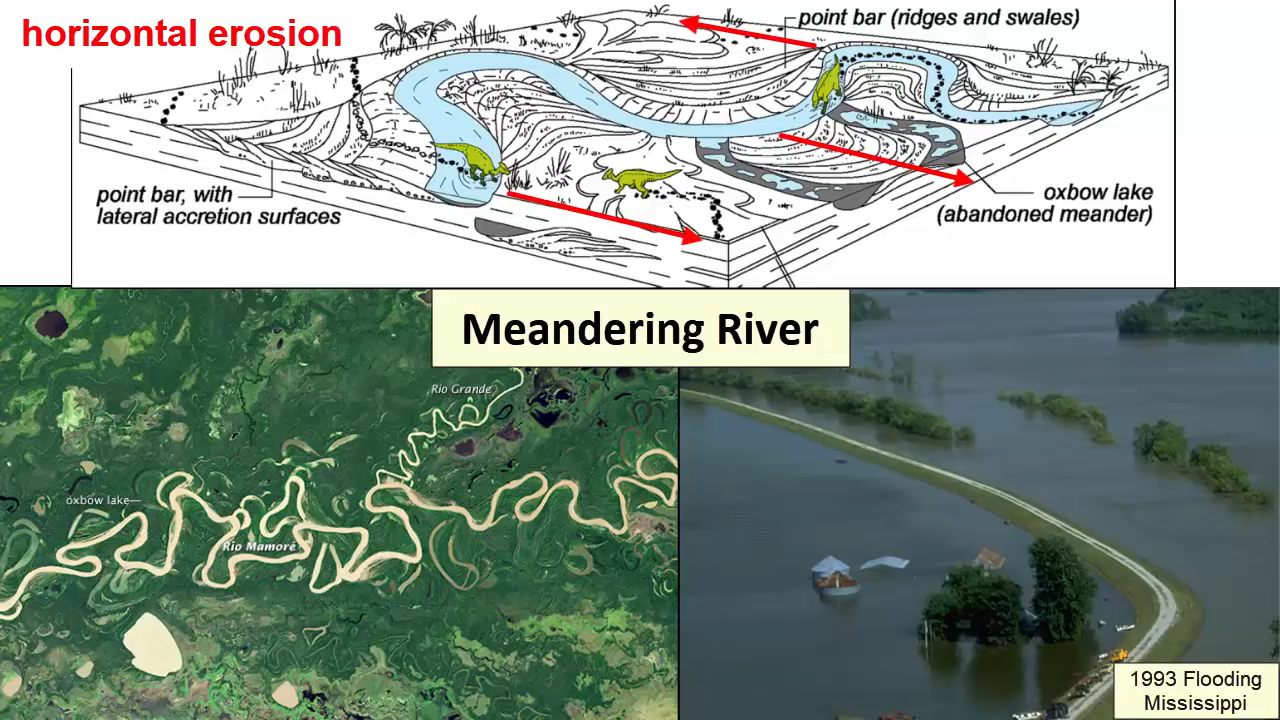 horizontal erosion
point bar (ridges and swales)
point bar, with
lateral accretion surfaces
oxbow lake
(abandoned meander)
Meandering River
Rio Grande
oxbow lake
Rio Mamoré
1993 Flooding
Mississippi